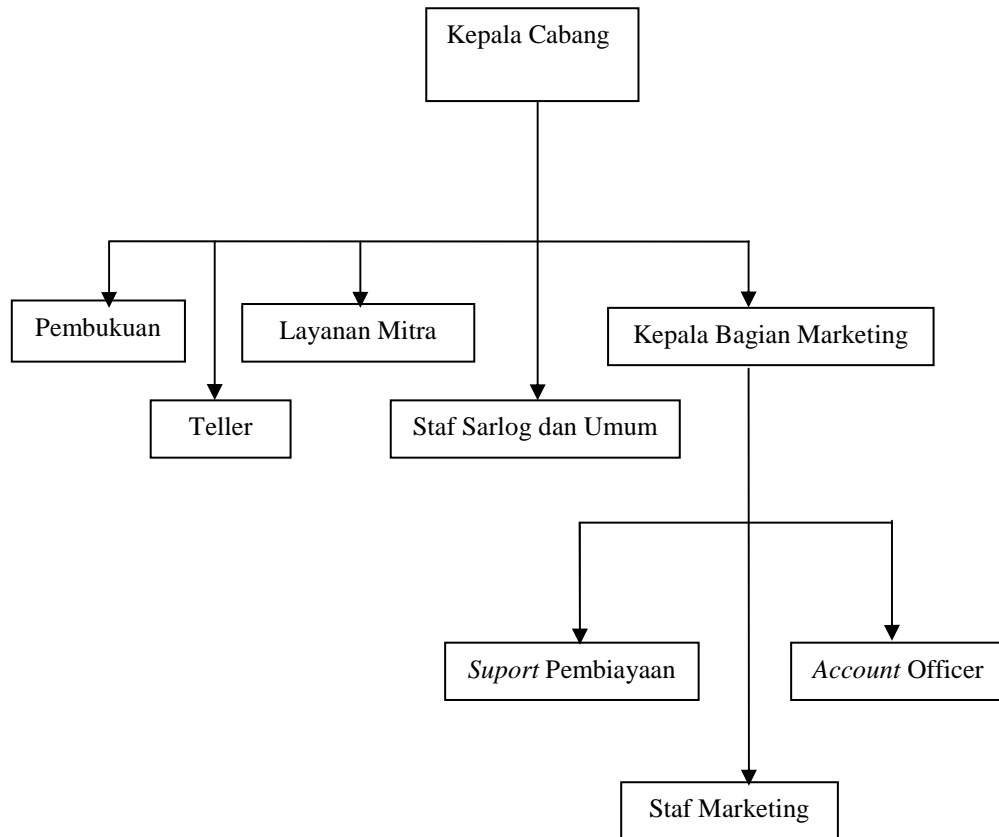 Kepala Cabang
Pembukuan
Layanan Mitra
Kepala Bagian Marketing
Teller
Staf Sarlog dan Umum
Suport Pembiayaan
Account Officer
Staf Marketing